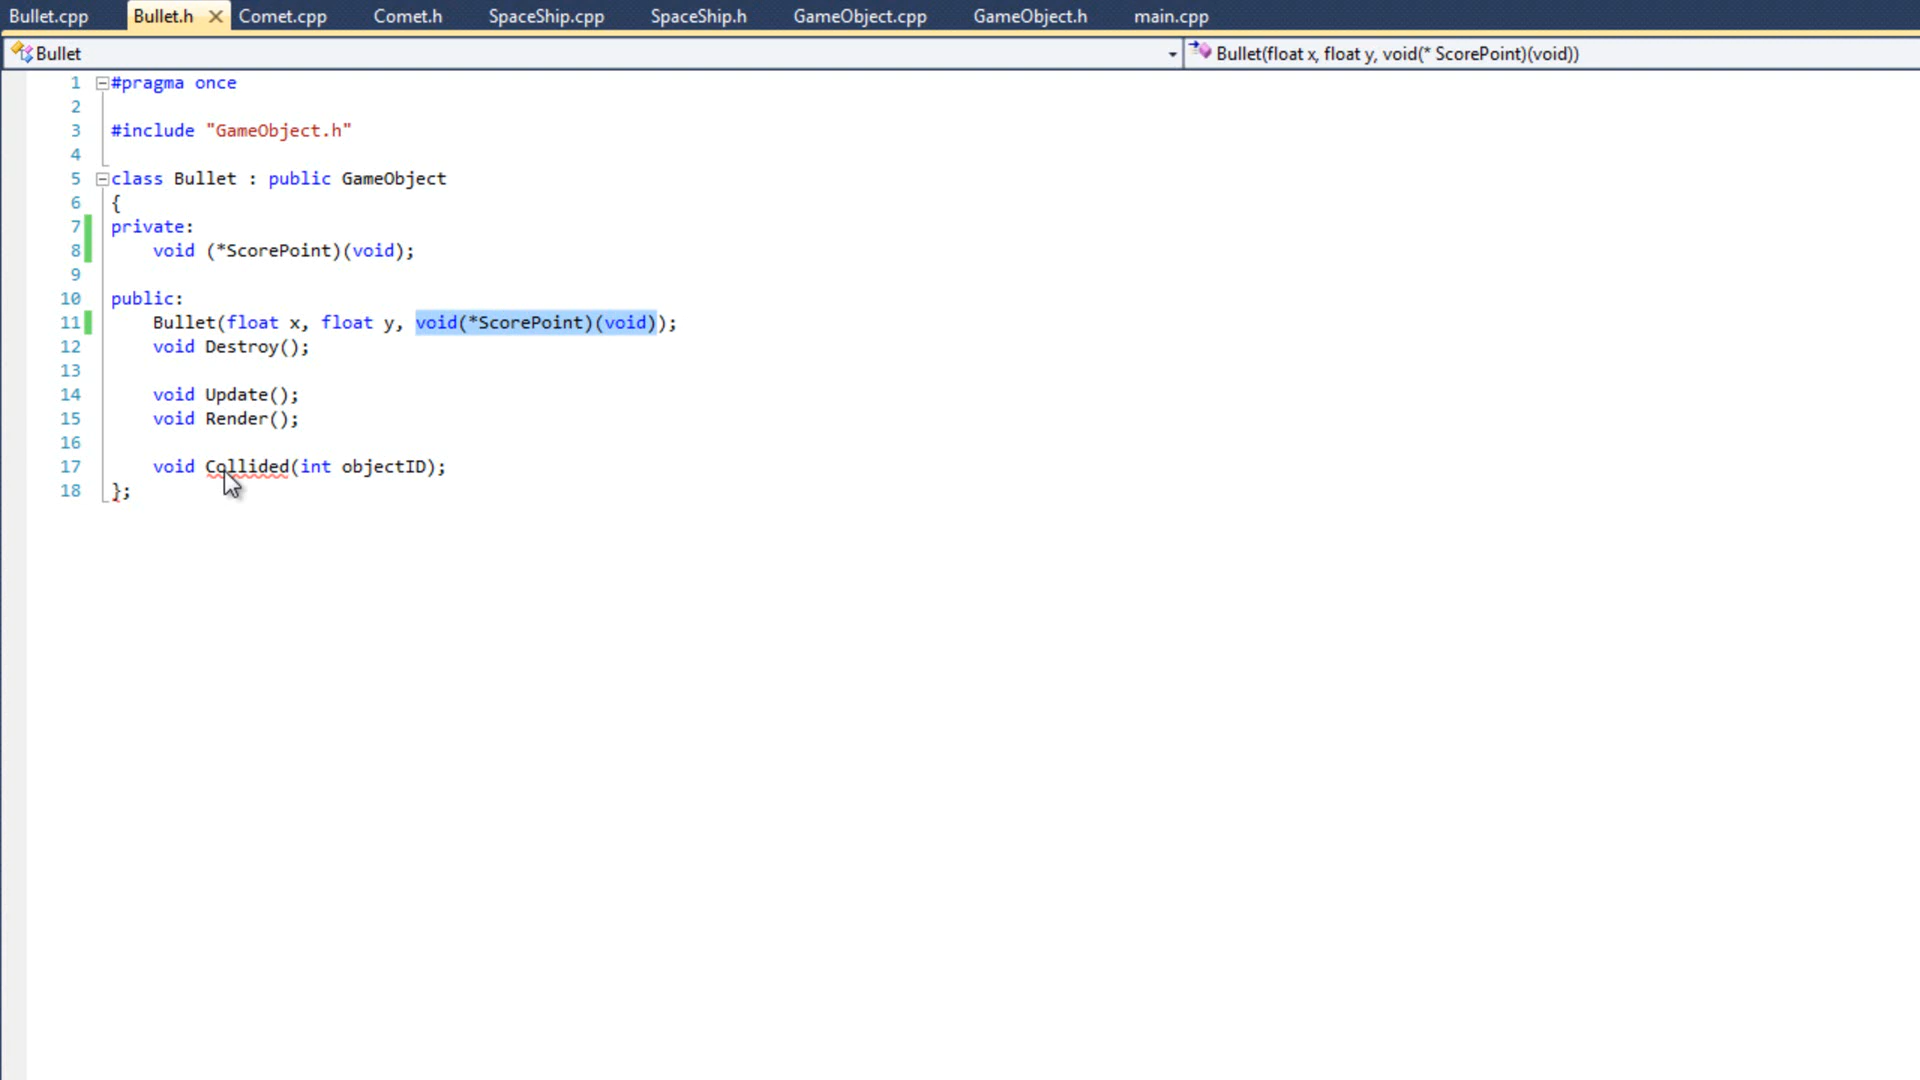 Bullet.cpp Bullet.h Comet.cpp Comet.h SpaceShip.cpp SpaceShip.h GameObject.cpp GameObject.h main.cpp
Bullet Bullet(float x, float y, void(* ScorePoint)(void))
1 #pragma once
2
3 #include "GameObject.h"
4
5 class Bullet : public GameObject
6 {
7 private:
8 void (*ScorePoint)(void);
9
10 public:
11 Bullet(float x, float y, void(*ScorePoint)(void));
12 void Destroy();
13
14 void Update();
15 void Render();
16
17 void Collided(int objectID);
18 };